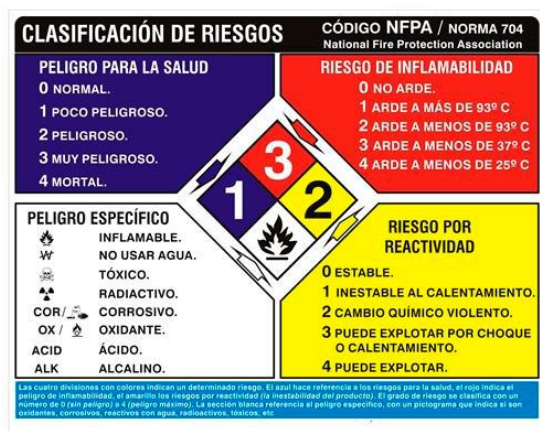 CLASIFICACIÓN DE RIESGOS
CÓDIGO NFPA / NORMA 704
National Fire Protection Association
PELIGRO PARA LA SALUD
0 NORMAL.
1 POCO PELIGROSO.
2 PELIGROSO.
3 MUY PELIGROSO.
4 MORTAL.
RIESGO DE INFLAMABILIDAD
0 NO ARDE.
1 ARDE A MÁS DE 93º C
2 ARDE A MENOS DE 93º C
3 ARDE A MENOS DE 37º C
4 ARDE A MENOS DE 25º C
3
1
2
PELIGRO ESPECÍFICO
INFLAMABLE.
W NO USAR AGUA.
TÓXICO.
RADIACTIVO.
COR/ CORROSIVO.
OX / OXIDANTE.
ACID ÁCIDO.
ALK ALCALINO.
RIESGO POR
REACTIVIDAD
0 ESTABLE.
1 INESTABLE AL CALENTAMIENTO.
2 CAMBIO QUÍMICO VIOLENTO.
3 PUEDE EXPLOTAR POR CHOQUE
O CALENTAMIENTO.
4 PUEDE EXPLOTAR.
Las cuatro divisiones con colores indican un determinado riesgo. El azul hace referencia a los riesgos para la salud, el rojo indica el
peligro de inflamabilidad, el amarillo los riesgos por reactividad (la inestabilidad del producto). El grado de riesgo se clasifica con un
número de 0 (sin peligro) a 4 (peligro máximo). La sección blanca referencia al peligro específico, con un pictograma que indica si son
oxidantes, corrosivos, reactivos con agua, radiactivos, tóxicos, etc